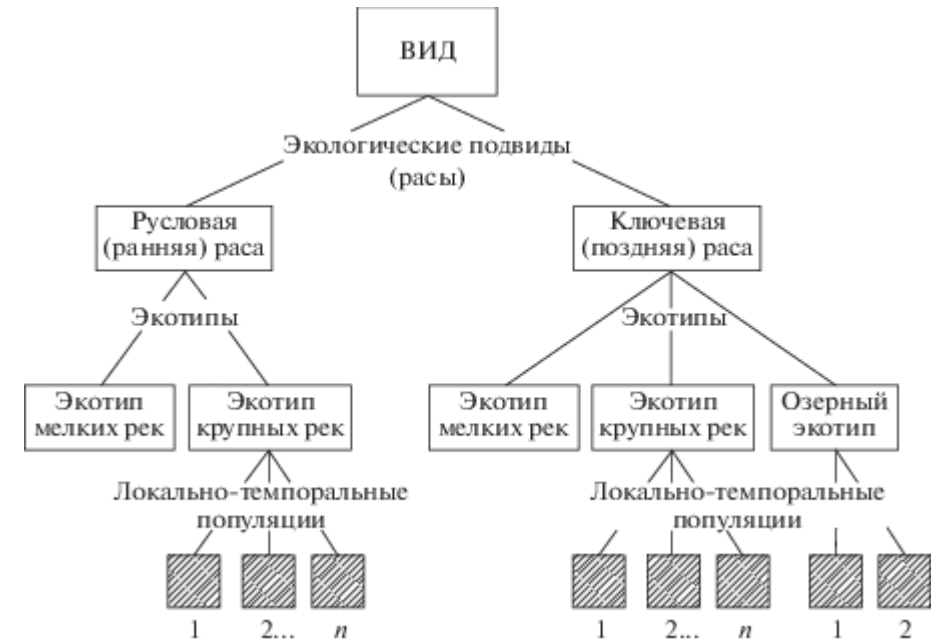 ВИД
Экологические подвиды
(расы)
Русловая
(ранняя) раса
Ключевая
(поздняя) раса
Экотипы
Экотипы
Экотип
мелких рек
Экотип
крупных рек
Экотип
мелких рек
Экотип
крупных рек
Озерный
экотип
Локально-темпоральные
популяции
Локально-темпоральные
популяции
1 2... n
1 2... n 1 2